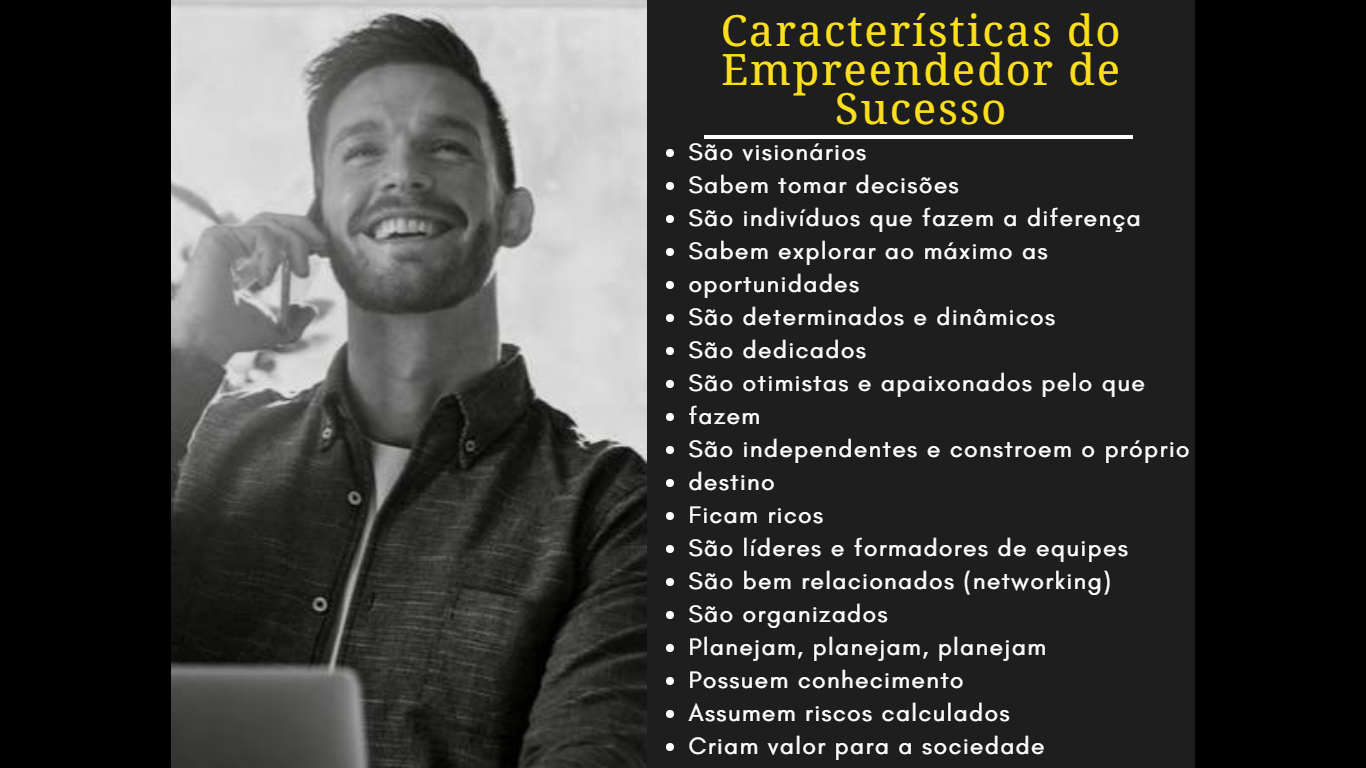 Características do
Empreendedor de
Sucesso
• São visionários
• Sabem tomar decisões
• São indivíduos que fazem a diferença
• Sabem explorar ao máximo as
• oportunidades
• São determinados e dinâmicos
• São dedicados
• São otimistas e apaixonados pelo que
• fazem
• São independentes e constroem o próprio
• destino
• Ficam ricos
• São líderes e formadores de equipes
• São bem relacionados (networking)
• São organizados
• Planejam, planejam, planejam
• Possuem conhecimento
• Assumem riscos calculados
• Criam valor para a sociedade